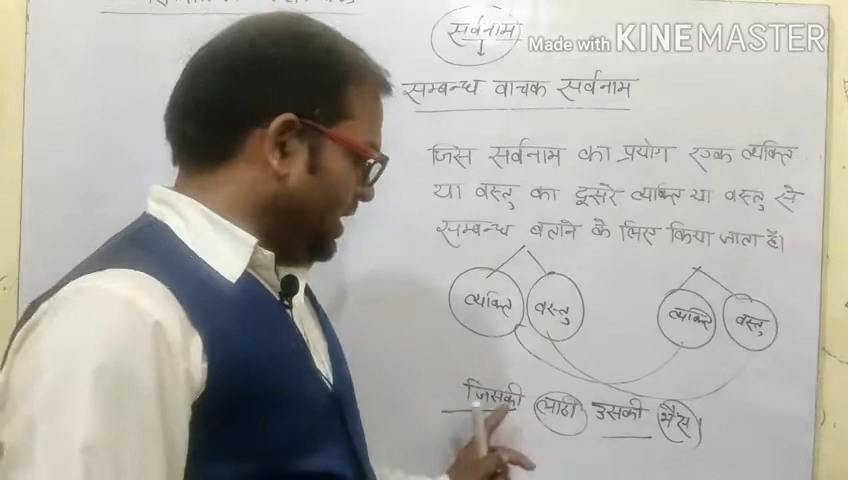 सर्वनाम
Made with KINEMASTER
सम्बन्ध वाचक सर्वनाम
जिस सर्वनाम का प्रयोग एक व्यक्ति
या वस्तु का दूसरे व्यक्ति या वस्तु से
सम्बन्ध बताने के लिए किया जाता है।
व्यक्ति वस्तु व्यक्ति वस्तु
जिसकी लाठी उसकी भैंस।